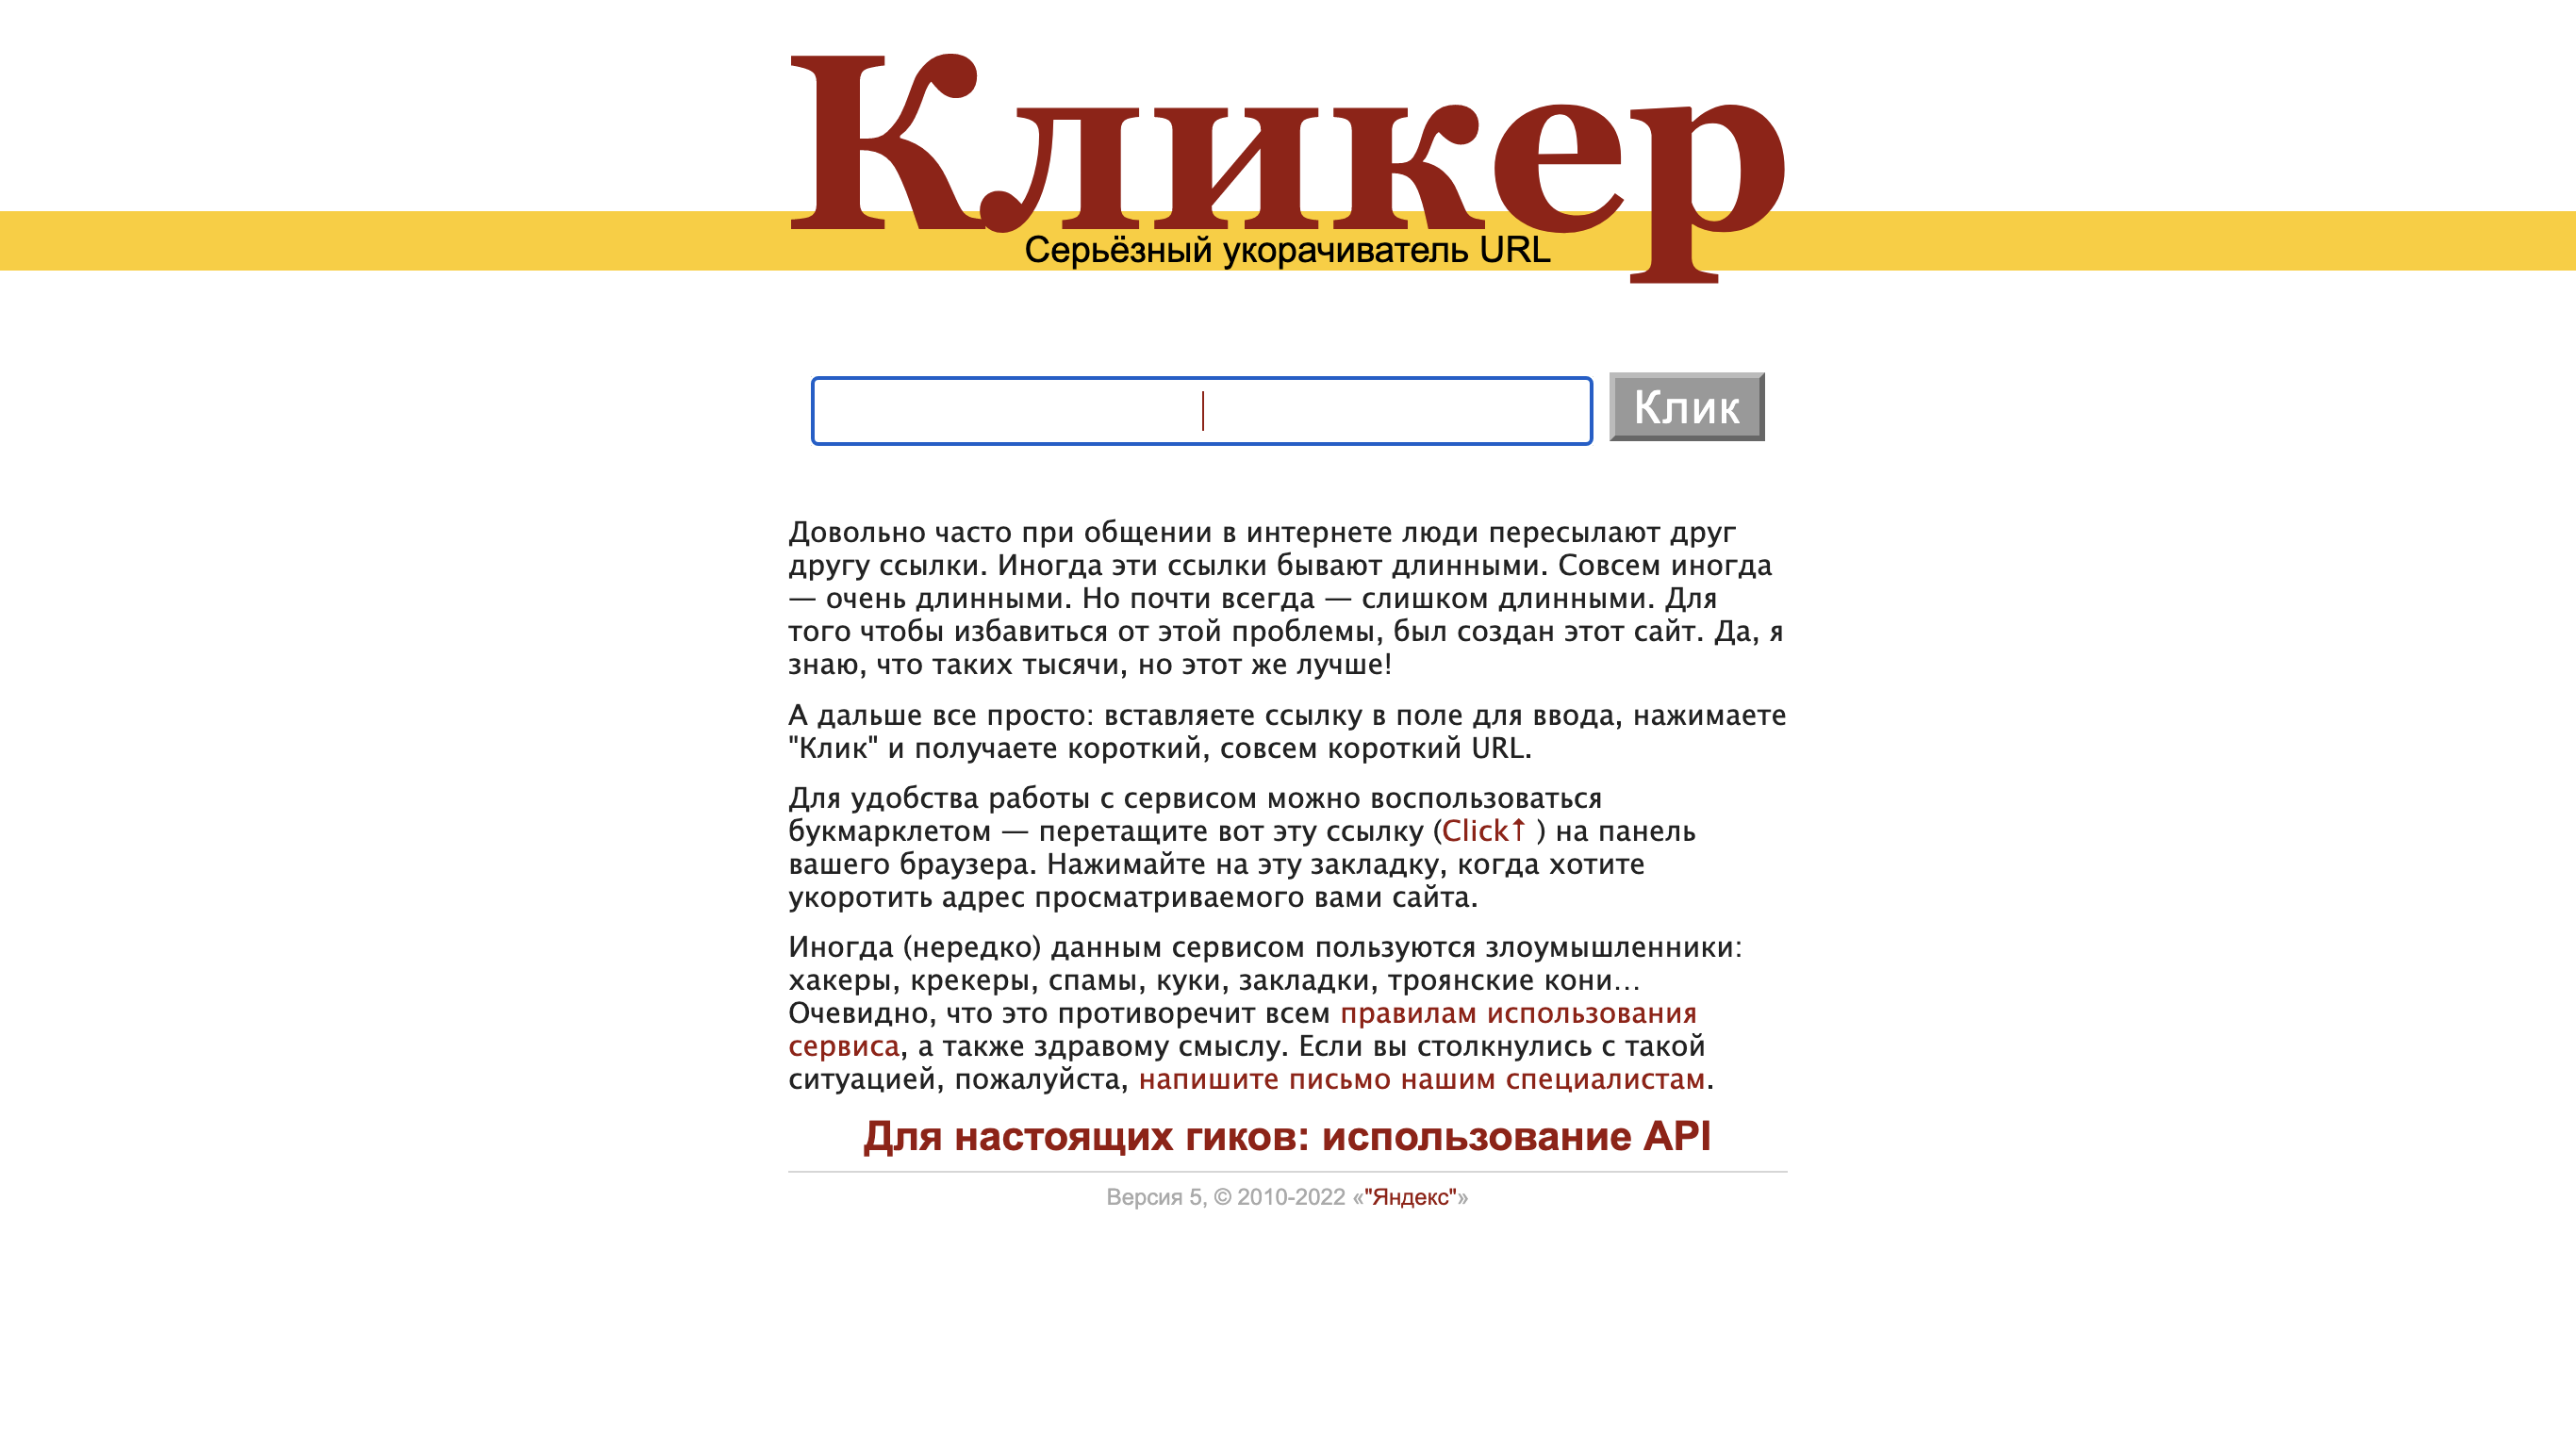 Кликер
Серьёзный укорачиватель URL
Клик
Довольно часто при общении в интернете люди пересылают друг
другу ссылки. Иногда эти ссылки бывают длинными. Совсем иногда
— очень длинными. Но почти всегда — слишком длинными. Для
того чтобы избавиться от этой проблемы, был создан этот сайт. Да, я
знаю, что таких тысячи, но этот же лучше!
А дальше все просто: вставляете ссылку в поле для ввода, нажимаете
"Клик" и получаете короткий, совсем короткий URL.
Для удобства работы с сервисом можно воспользоваться
букмарклетом — перетащите вот эту ссылку (Click↑ ) на панель
вашего браузера. Нажимайте на эту закладку, когда хотите
укоротить адрес просматриваемого вами сайта.
Иногда (нередко) данным сервисом пользуются злоумышленники:
хакеры, крекеры, спамы, куки, закладки, троянские кони...
Очевидно, что это противоречит всем правилам использования
сервиса, а также здравому смыслу. Если вы столкнулись с такой
ситуацией, пожалуйста, напишите письмо нашим специалистам.
Для настоящих гиков: использование API
Версия 5, © 2010-2022 «"Яндекс"»